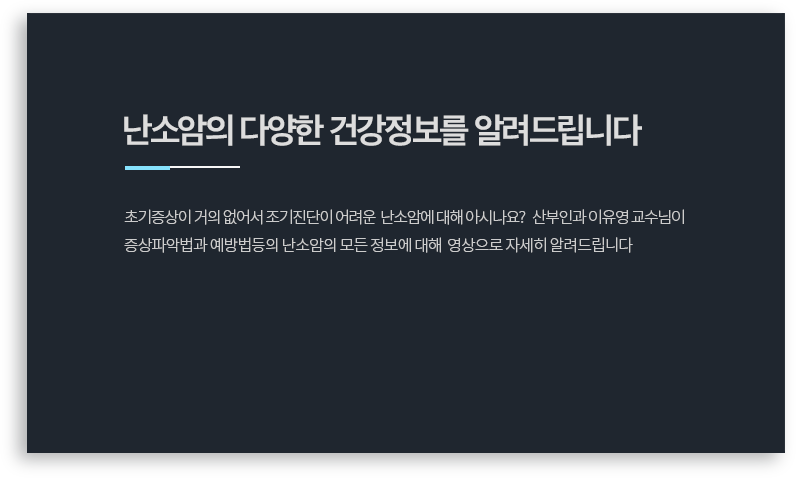 난소암의 다양한 건강정보를 알려드립니다
초기증상이 거의 없어서 조기진단이 어려운 난소암에 대해 아시나요? 산부인과 이유영 교수님이
증상파악법과 예방법등의 난소암의 모든 정보에 대해 영상으로 자세히 알려드립니다